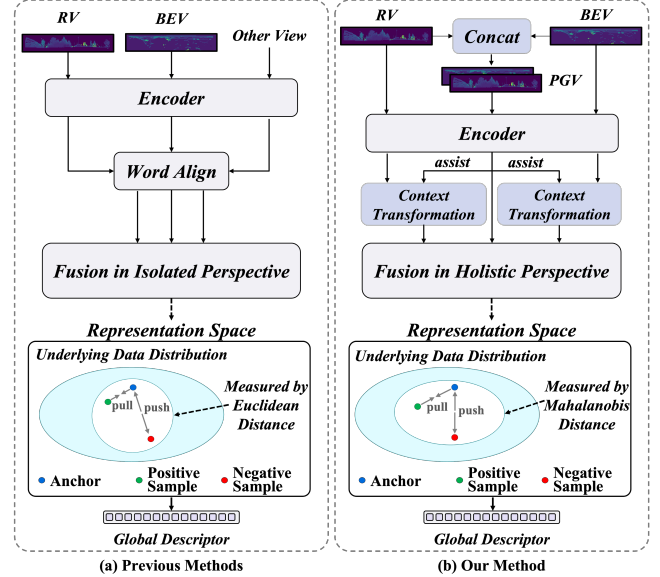 RV
BEV
Other View
Encoder
Word Align
Fusion in Isolated Perspective
Representation Space
Underlying Data Distribution
pull
push
Measured by
Euclidean
Distance
Anchor
Positive
Sample
Negative
Sample
Global Descriptor
(a) Previous Methods
RV
BEV
Concat
PGV
Encoder
assist
assist
Context
Transformation
Context
Transformation
Fusion in Holistic Perspective
Representation Space
Underlying Data Distribution
pull
push
Measured by
Mahalanobis
Distance
Anchor
Positive
Sample
Negative
Sample
Global Descriptor
(b) Our Method